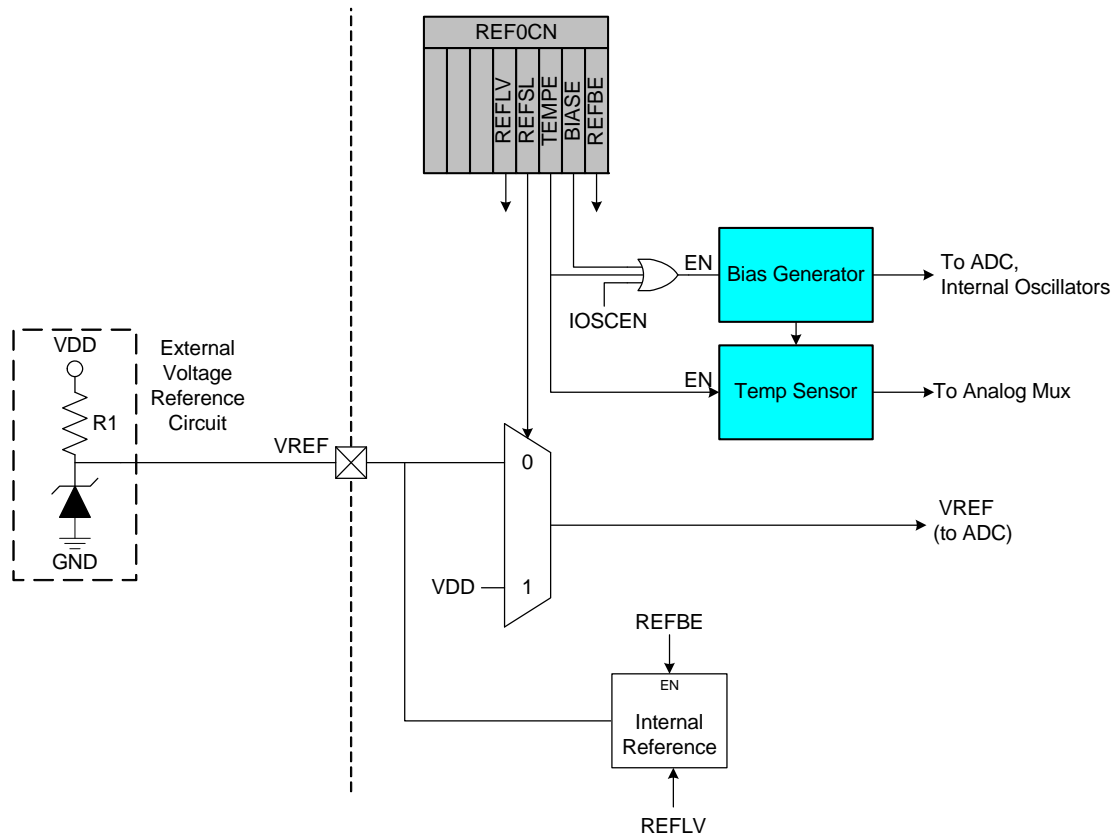 REF0CN
REFLV
REFSL
TEMPE
BIASE
REFBE
EN
Bias Generator
To ADC,
Internal Oscillators
IOSCEN
EN
Temp Sensor
To Analog Mux
VDD
R1
GND
External
Voltage
Reference
Circuit
VREF
0
VDD
1
VREF
(to ADC)
REFBE
EN
Internal
Reference
REFLV